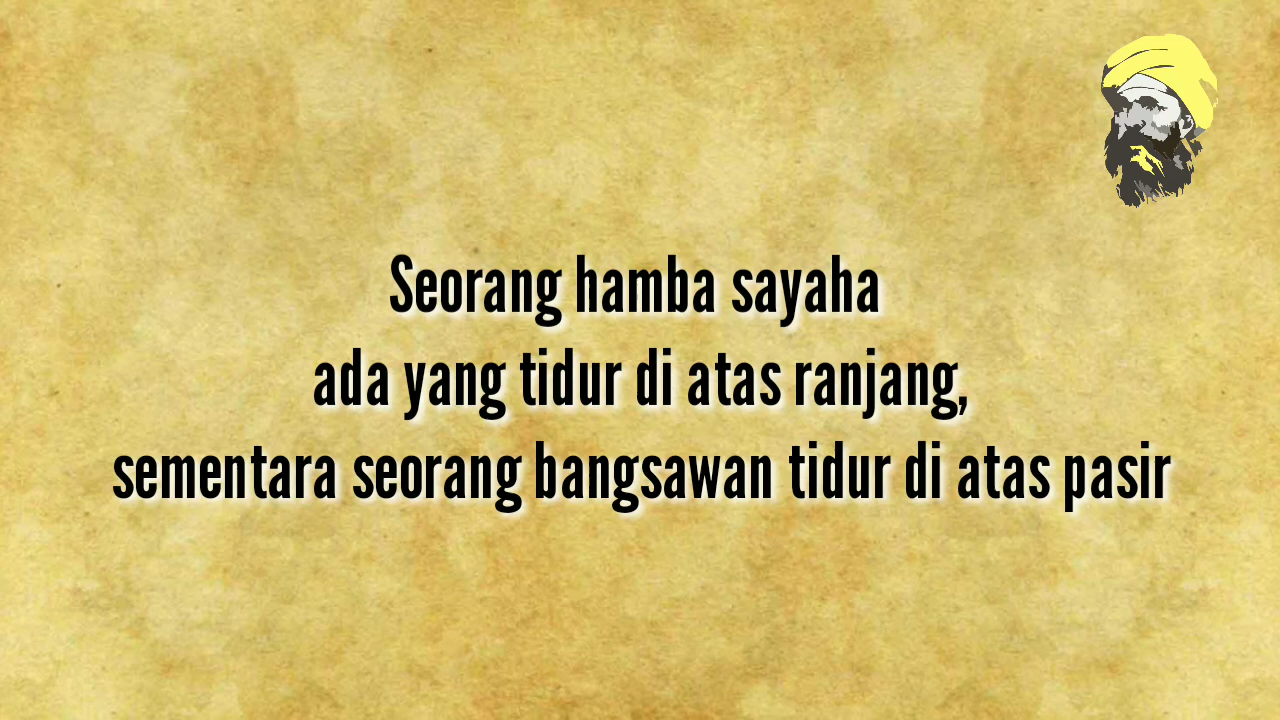 Seorang hamba sayaha
ada yang tidur di atas ranjang,
sementara seorang bangsawan tidur di atas pasir